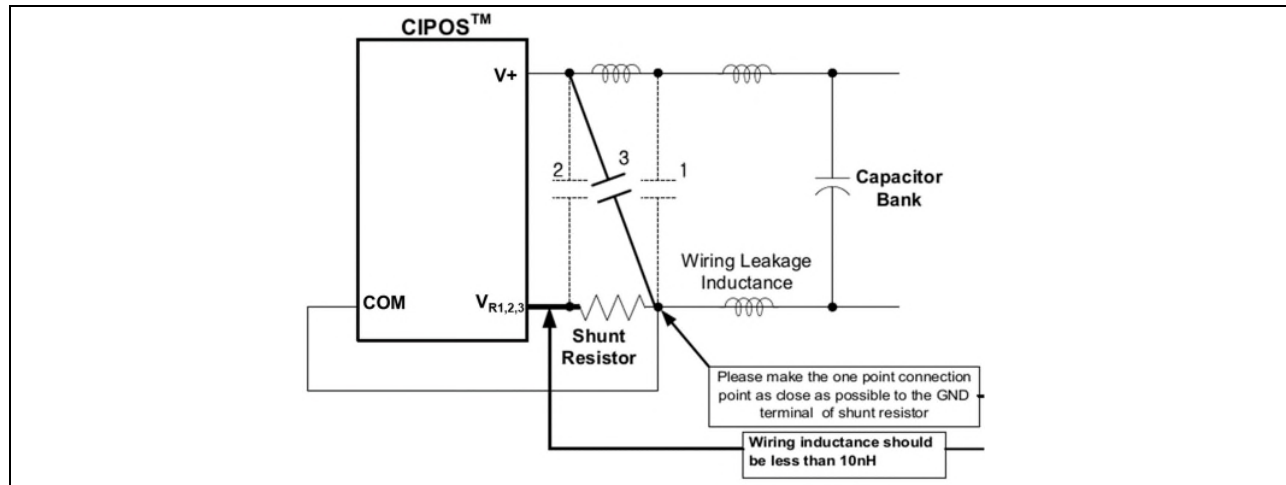 CIPOS™
V+
2
3
1
Capacitor
Bank
Wiring Leakage
Inductance
COM
VR1,2,3
Shunt
Resistor
Please make the one point connection
point as close as possible to the GND
terminal of shunt resistor
Wiring inductance should
be less than 10nH